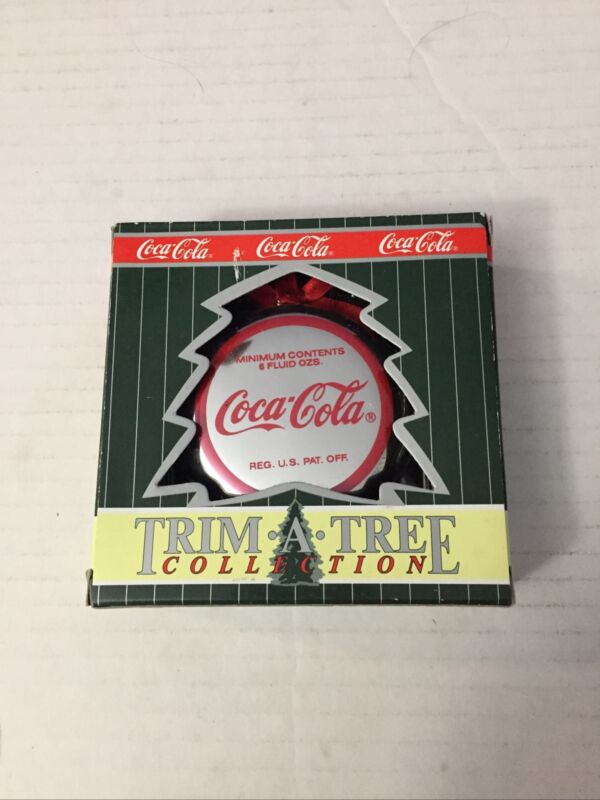 Coca-Cola® Coca-Cola® Coca-Cola®
MINIMUM CONTENTS
6 FLUID OZS.
Coca-Cola®
REG. U.S. PAT. OFF.
TRIM·A·TREE
COLLECTION